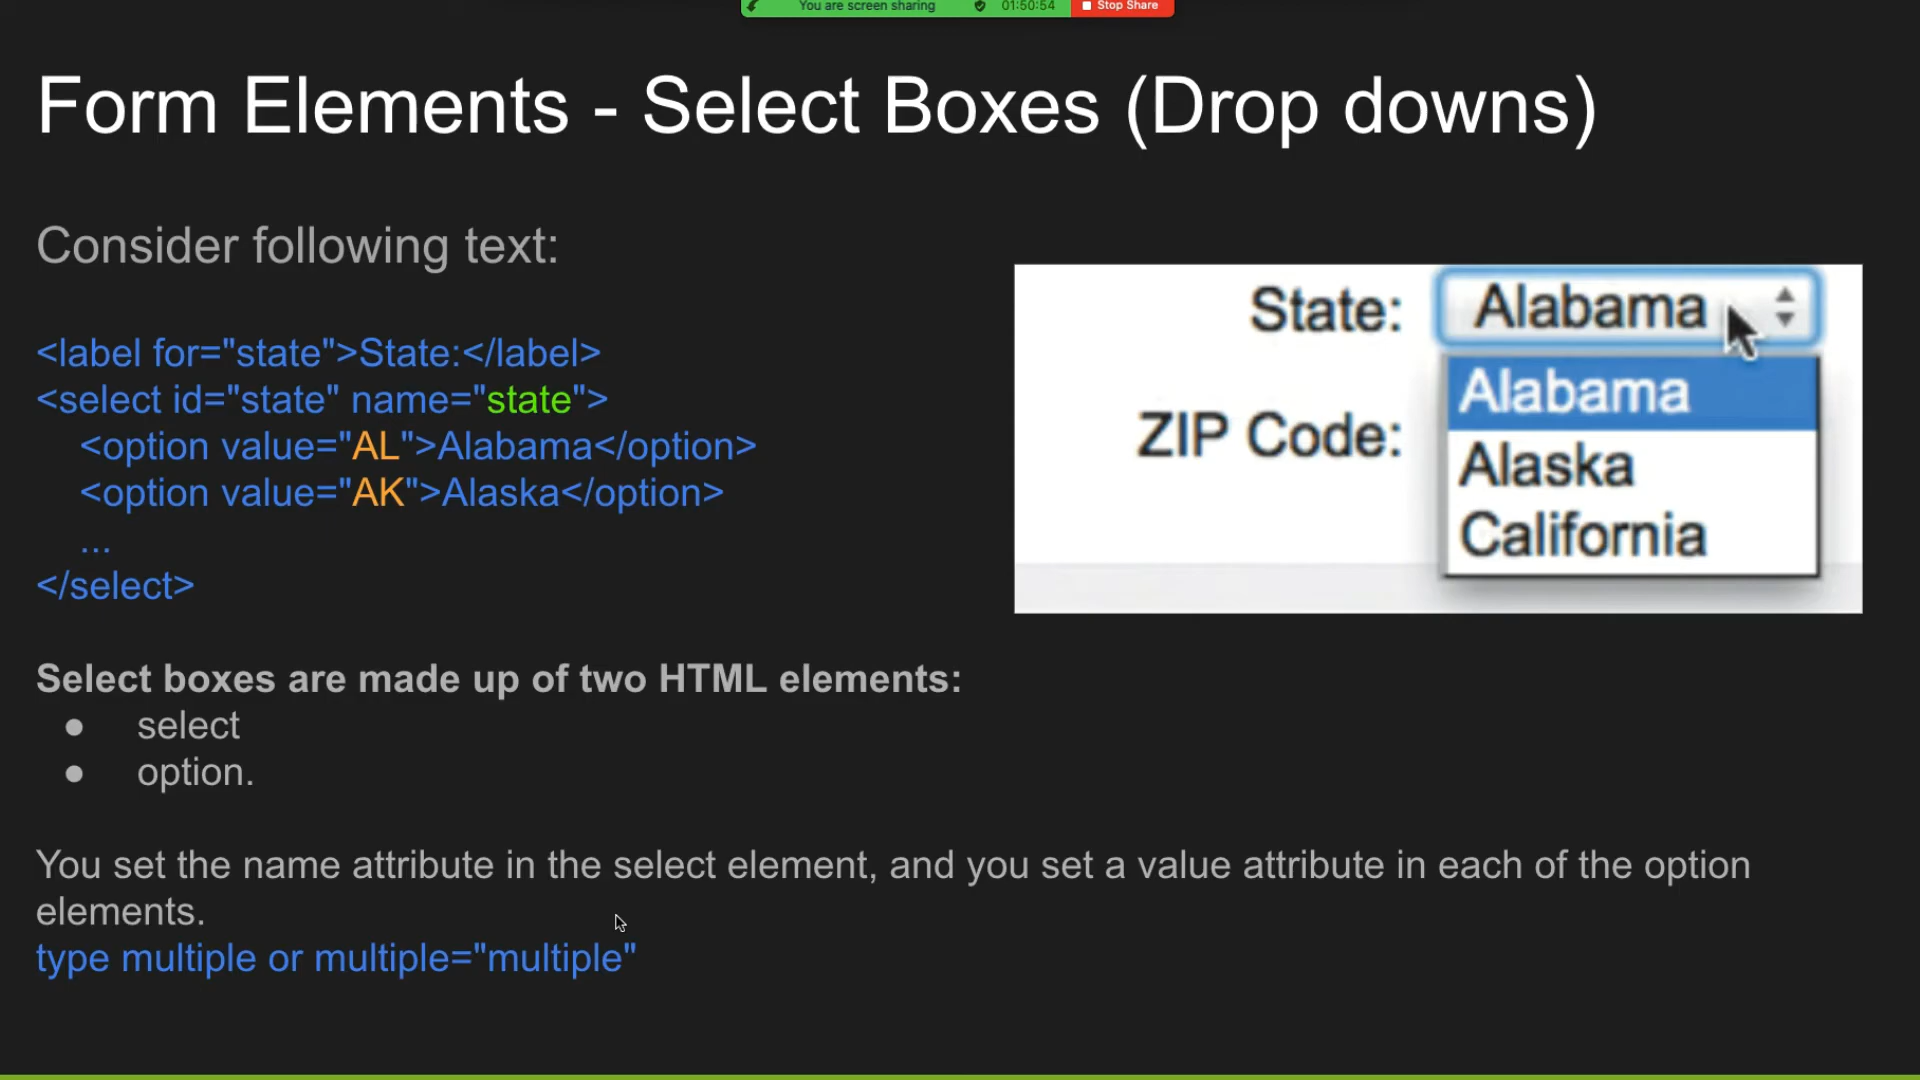 You are screen sharing 01:50:54 Stop Share
Form Elements - Select Boxes (Drop downs)
Consider following text:
<label for="state">State:</label>
<select id="state" name="state">
<option value="AL">Alabama</option>
<option value="AK">Alaska</option>
...
</select>
State: Alabama
Alabama
ZIP Code:
Alaska
California
Select boxes are made up of two HTML elements:
● select
● option.
You set the name attribute in the select element, and you set a value attribute in each of the option
elements.
type multiple or multiple="multiple"